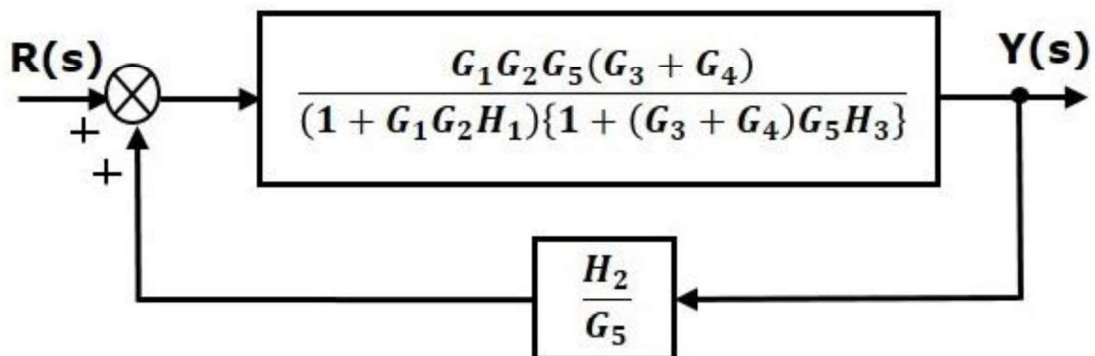 R(s)
G₁G₂G₅(G₃ + G₄)
(1 + G₁G₂H₁){1 + (G₃ + G₄)G₅H₃}
Y(s)
+
+
H₂
G₅